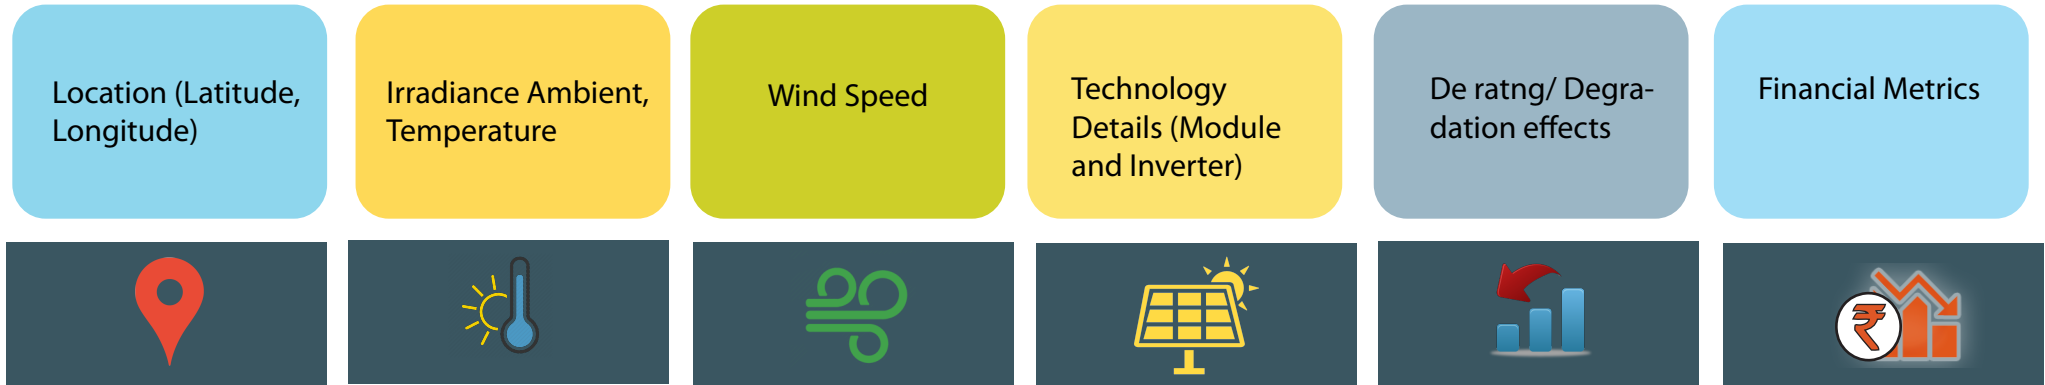 Location (Latitude,
Longitude)
Irradiance Ambient,
Temperature
Wind Speed
Technology
Details (Module
and Inverter)
De ratng/ Degra-
dation effects
Financial Metrics
₹